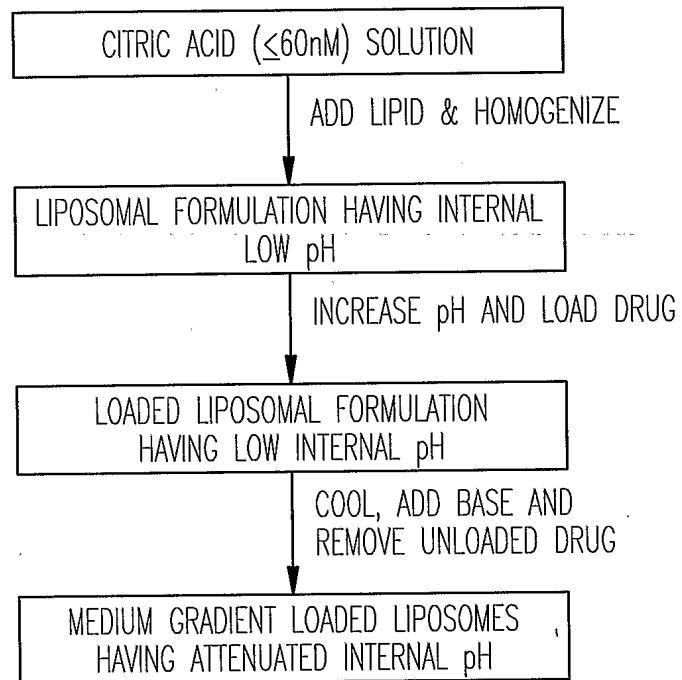 CITRIC ACID (≤60nM) SOLUTION
ADD LIPID & HOMOGENIZE
LIPOSOMAL FORMULATION HAVING INTERNAL
LOW pH
INCREASE pH AND LOAD DRUG
LOADED LIPOSOMAL FORMULATION
HAVING LOW INTERNAL pH
COOL, ADD BASE AND
REMOVE UNLOADED DRUG
MEDIUM GRADIENT LOADED LIPOSOMES
HAVING ATTENUATED INTERNAL pH